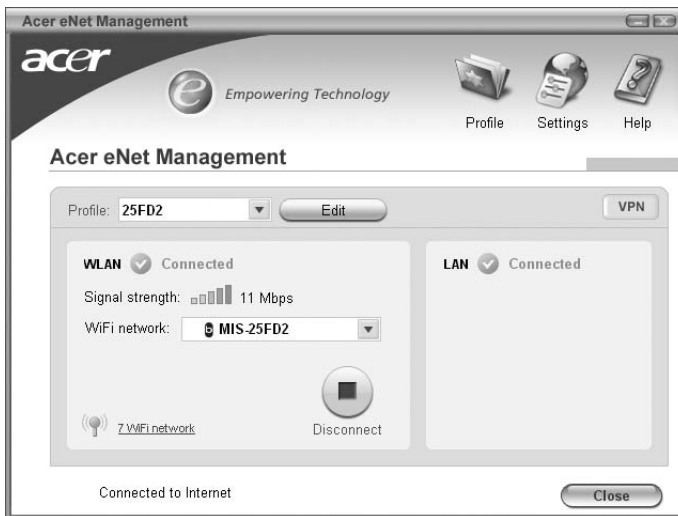 Acer eNet Management
acer
e Empowering Technology
Profile Settings Help
Acer eNet Management
Profile: 25FD2 Edit VPN
WLAN Connected
Signal strength: 11 Mbps
WiFi network: b MIS-25FD2
7 WiFi network
Disconnect
LAN Connected
Connected to Internet
Close